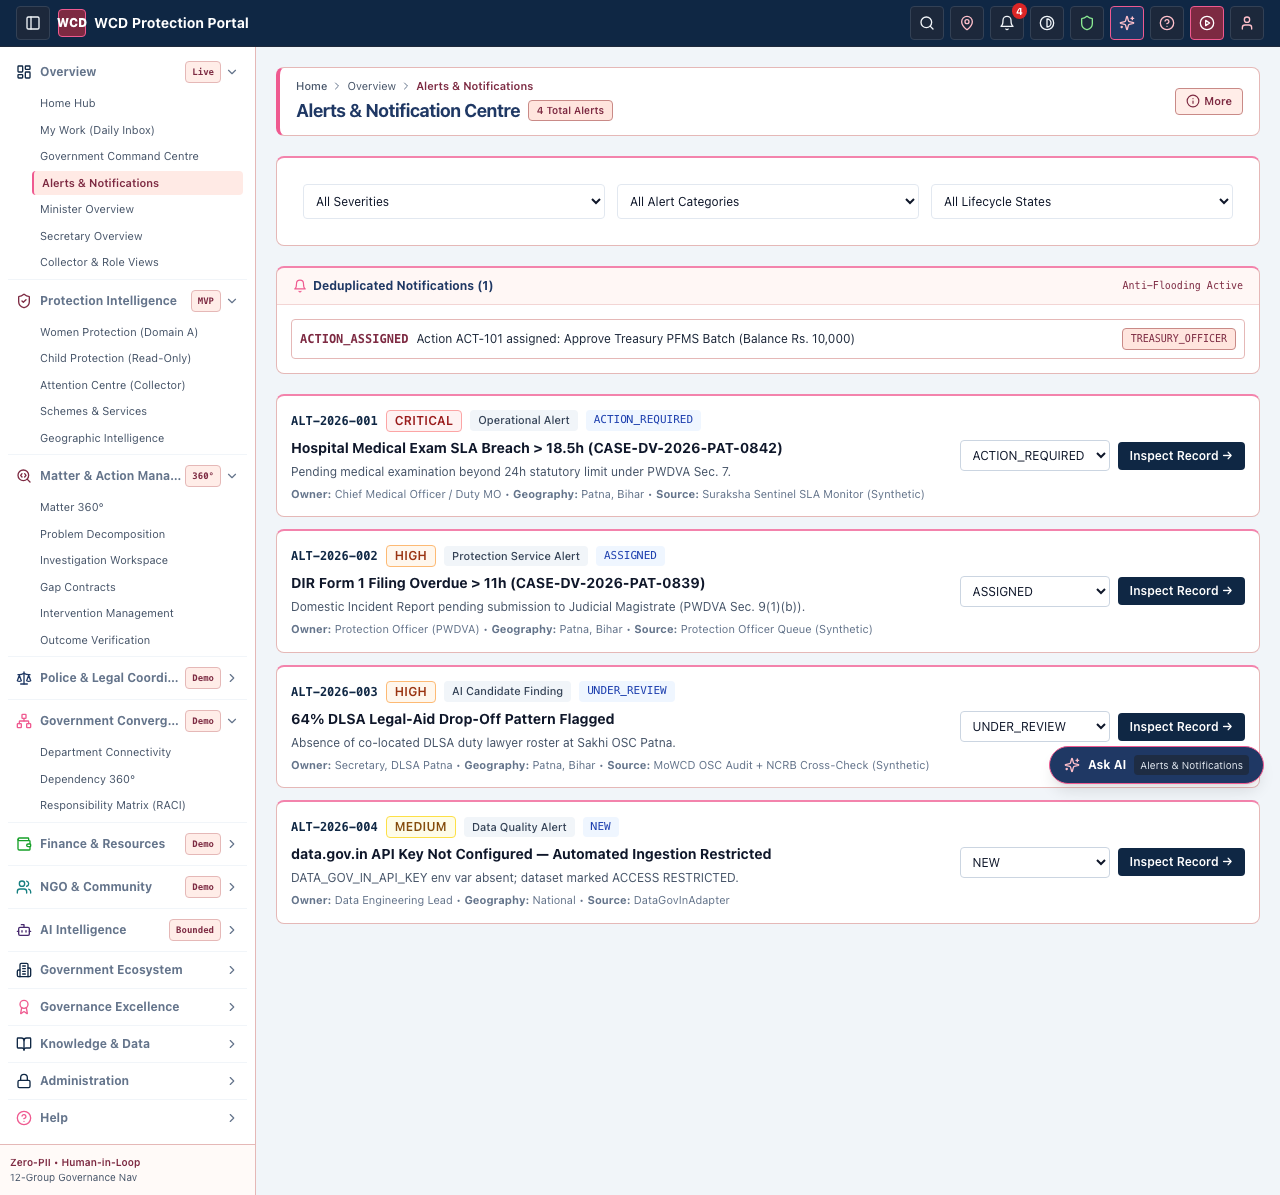 WCD WCD Protection Portal
4
Overview Live
Home Hub
My Work (Daily Inbox)
Government Command Centre
Alerts & Notifications
Minister Overview
Secretary Overview
Collector & Role Views
Protection Intelligence MVP
Women Protection (Domain A)
Child Protection (Read-Only)
Attention Centre (Collector)
Schemes & Services
Geographic Intelligence
Matter & Action Mana... 360°
Matter 360°
Problem Decomposition
Investigation Workspace
Gap Contracts
Intervention Management
Outcome Verification
Police & Legal Coordi... Demo
Government Converg... Demo
Department Connectivity
Dependency 360°
Responsibility Matrix (RACI)
Finance & Resources Demo
NGO & Community Demo
AI Intelligence Bounded
Government Ecosystem
Governance Excellence
Knowledge & Data
Administration
Help
Zero-PII • Human-in-Loop
12-Group Governance Nav
Home > Overview > Alerts & Notifications
Alerts & Notification Centre 4 Total Alerts
More
All Severities All Alert Categories All Lifecycle States
Deduplicated Notifications (1) Anti-Flooding Active
ACTION_ASSIGNED Action ACT-101 assigned: Approve Treasury PFMS Batch (Balance Rs. 10,000) TREASURY_OFFICER
ALT-2026-001 CRITICAL Operational Alert ACTION_REQUIRED
Hospital Medical Exam SLA Breach > 18.5h (CASE-DV-2026-PAT-0842)
Pending medical examination beyond 24h statutory limit under PWDVA Sec. 7.
Owner: Chief Medical Officer / Duty MO • Geography: Patna, Bihar • Source: Suraksha Sentinel SLA Monitor (Synthetic)
ACTION_REQUIRED Inspect Record →
ALT-2026-002 HIGH Protection Service Alert ASSIGNED
DIR Form 1 Filing Overdue > 11h (CASE-DV-2026-PAT-0839)
Domestic Incident Report pending submission to Judicial Magistrate (PWDVA Sec. 9(1)(b)).
Owner: Protection Officer (PWDVA) • Geography: Patna, Bihar • Source: Protection Officer Queue (Synthetic)
ASSIGNED Inspect Record →
ALT-2026-003 HIGH AI Candidate Finding UNDER_REVIEW
64% DLSA Legal-Aid Drop-Off Pattern Flagged
Absence of co-located DLSA duty lawyer roster at Sakhi OSC Patna.
Owner: Secretary, DLSA Patna • Geography: Patna, Bihar • Source: MoWCD OSC Audit + NCRB Cross-Check (Synthetic)
UNDER_REVIEW Inspect Record →
Ask AI Alerts & Notifications
ALT-2026-004 MEDIUM Data Quality Alert NEW
data.gov.in API Key Not Configured — Automated Ingestion Restricted
DATA_GOV_IN_API_KEY env var absent; dataset marked ACCESS RESTRICTED.
Owner: Data Engineering Lead • Geography: National • Source: DataGovInAdapter
NEW Inspect Record →